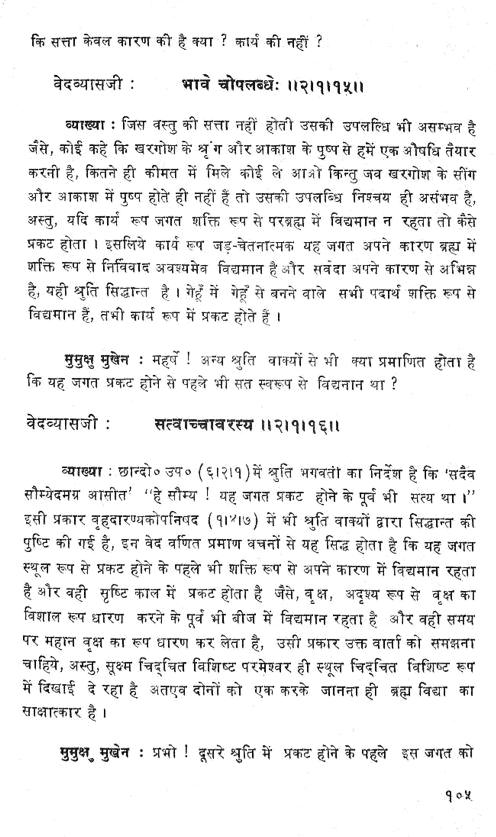 कि सत्ता केवल कारण की है क्या ? कार्य की नहीं ?
वेदव्यासजी : भावे चोपलब्धेः ॥२।१।१५॥
व्याख्या : जिस वस्तु की सत्ता नहीं होती उसकी उपलब्धि भी असम्भव है
जैसे, कोई कहे कि खरगोश के श्रृंग और आकाश के पुष्प से हमें एक औषधि तैयार
करनी है, कितने ही कीमत में मिले कोई ले आओ किन्तु जब खरगोश के सींग
और आकाश में पुष्प होते ही नहीं हैं तो उसकी उपलब्धि निश्चय ही असंभव है,
अस्तु, यदि कार्य रूप जगत शक्ति रूप से परब्रह्म में विद्यमान न रहता तो कैसे
प्रकट होता । इसलिये कार्य रूप जड़-चेतनात्मक यह जगत अपने कारण ब्रह्म में
शक्ति रूप से निर्विवाद अवश्यमेव विद्यमान है और सर्वदा अपने कारण से अभिन्न
है, यही श्रुति सिद्धान्त है । गेहूँ में गेहूँ से बनने वाले सभी पदार्थ शक्ति रूप से
विद्यमान हैं, तभी कार्य रूप में प्रकट होते हैं ।
मुमुक्षु मुखेन : महर्षे ! अन्य श्रुति वाक्यों से भी क्या प्रमाणित होता है
कि यह जगत प्रकट होने से पहले भी सत स्वरूप से विद्यनान था ?
वेदव्यासजी : सत्वाच्चावरस्य ॥२।१।१६॥
व्याख्या : छान्दो० उप० (६।२।१) में श्रुति भगवती का निर्देश है कि 'सदैव
सौम्येदमग्र आसीत' "हे सौम्य ! यह जगत प्रकट होने के पूर्व भी सत्य था ।"
इसी प्रकार वृहदारण्यकोपनिषद (१।४।७) में भी श्रुति वाक्यों द्वारा सिद्धान्त की
पुष्टि की गई है, इन वेद वर्णित प्रमाण वचनों से यह सिद्ध होता है कि यह जगत
स्थूल रूप से प्रकट होने के पहले भी शक्ति रूप से अपने कारण में विद्यमान रहता
है और वही सृष्टि काल में प्रकट होता है जैसे, वृक्ष, अदृश्य रूप से वृक्ष का
विशाल रूप धारण करने के पूर्व भी बीज में विद्यमान रहता है और वही समय
पर महान वृक्ष का रूप धारण कर लेता है, उसी प्रकार उक्त वार्ता को समझना
चाहिये, अस्तु, सूक्ष्म चिद्चित विशिष्ट परमेश्वर ही स्थूल चिद्चित विशिष्ट रूप
में दिखाई दे रहा है अतएव दोनों को एक करके जानना ही ब्रह्म विद्या का
साक्षात्कार है ।
मुमुक्षु मुखेन : प्रभो ! दूसरे श्रुति में प्रकट होने के पहले इस जगत को
१०५